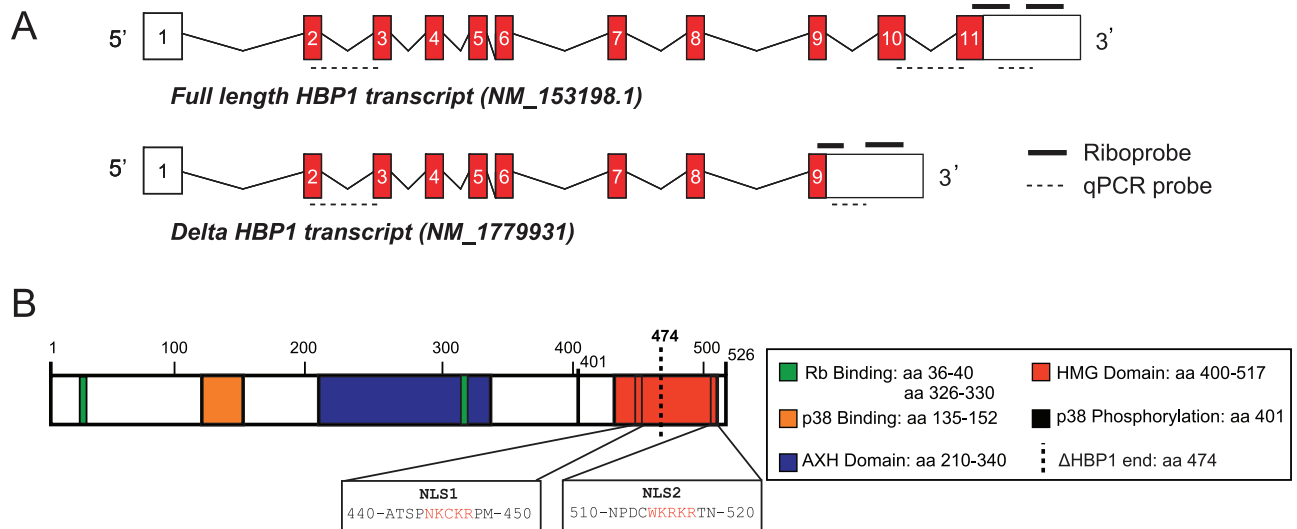 A
5’ 1 2 3 4 5 6 7 8 9 10 11 3’
Full length HBP1 transcript (NM_153198.1)
5’ 1 2 3 4 5 6 7 8 9 3’
Delta HBP1 transcript (NM_1779931)
Riboprobe
qPCR probe
B
1 100 200 300 400 401 474 500 526
NLS1
440-ATSPNKCKRPM-450
NLS2
510-NPDCWKRKRTN-520
Rb Binding: aa 36-40
aa 326-330
p38 Binding: aa 135-152
AXH Domain: aa 210-340
HMG Domain: aa 400-517
p38 Phosphorylation: aa 401
ΔHBP1 end: aa 474